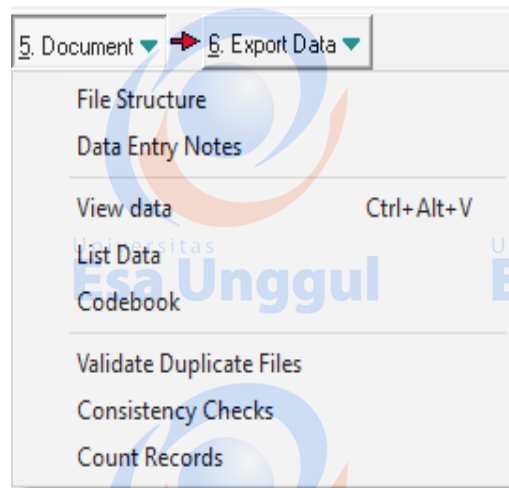 5. Document 6. Export Data
File Structure
Data Entry Notes
View data Ctrl+Alt+V
Universitas
List Data
Esa Unggul
Codebook
Validate Duplicate Files
Consistency Checks
Count Records